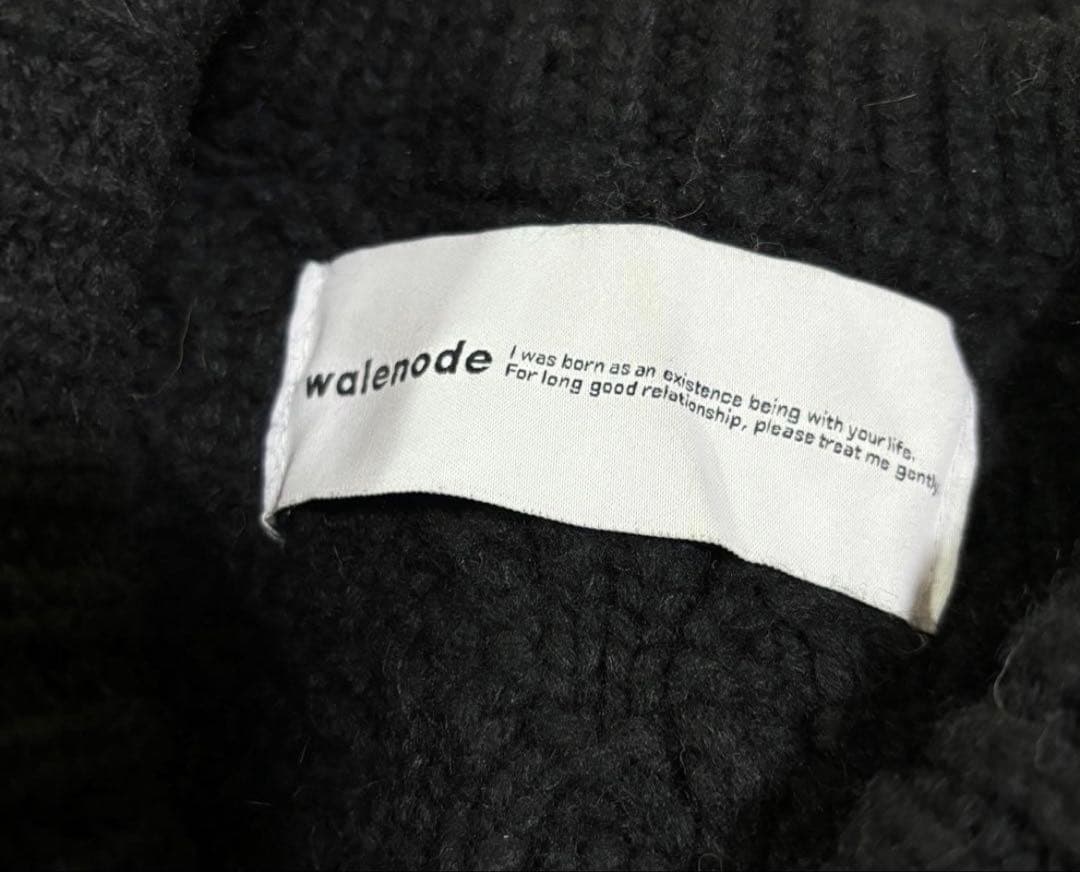 walenode
I was born as an existence being with your life.
For long good relationship, please treat me gently